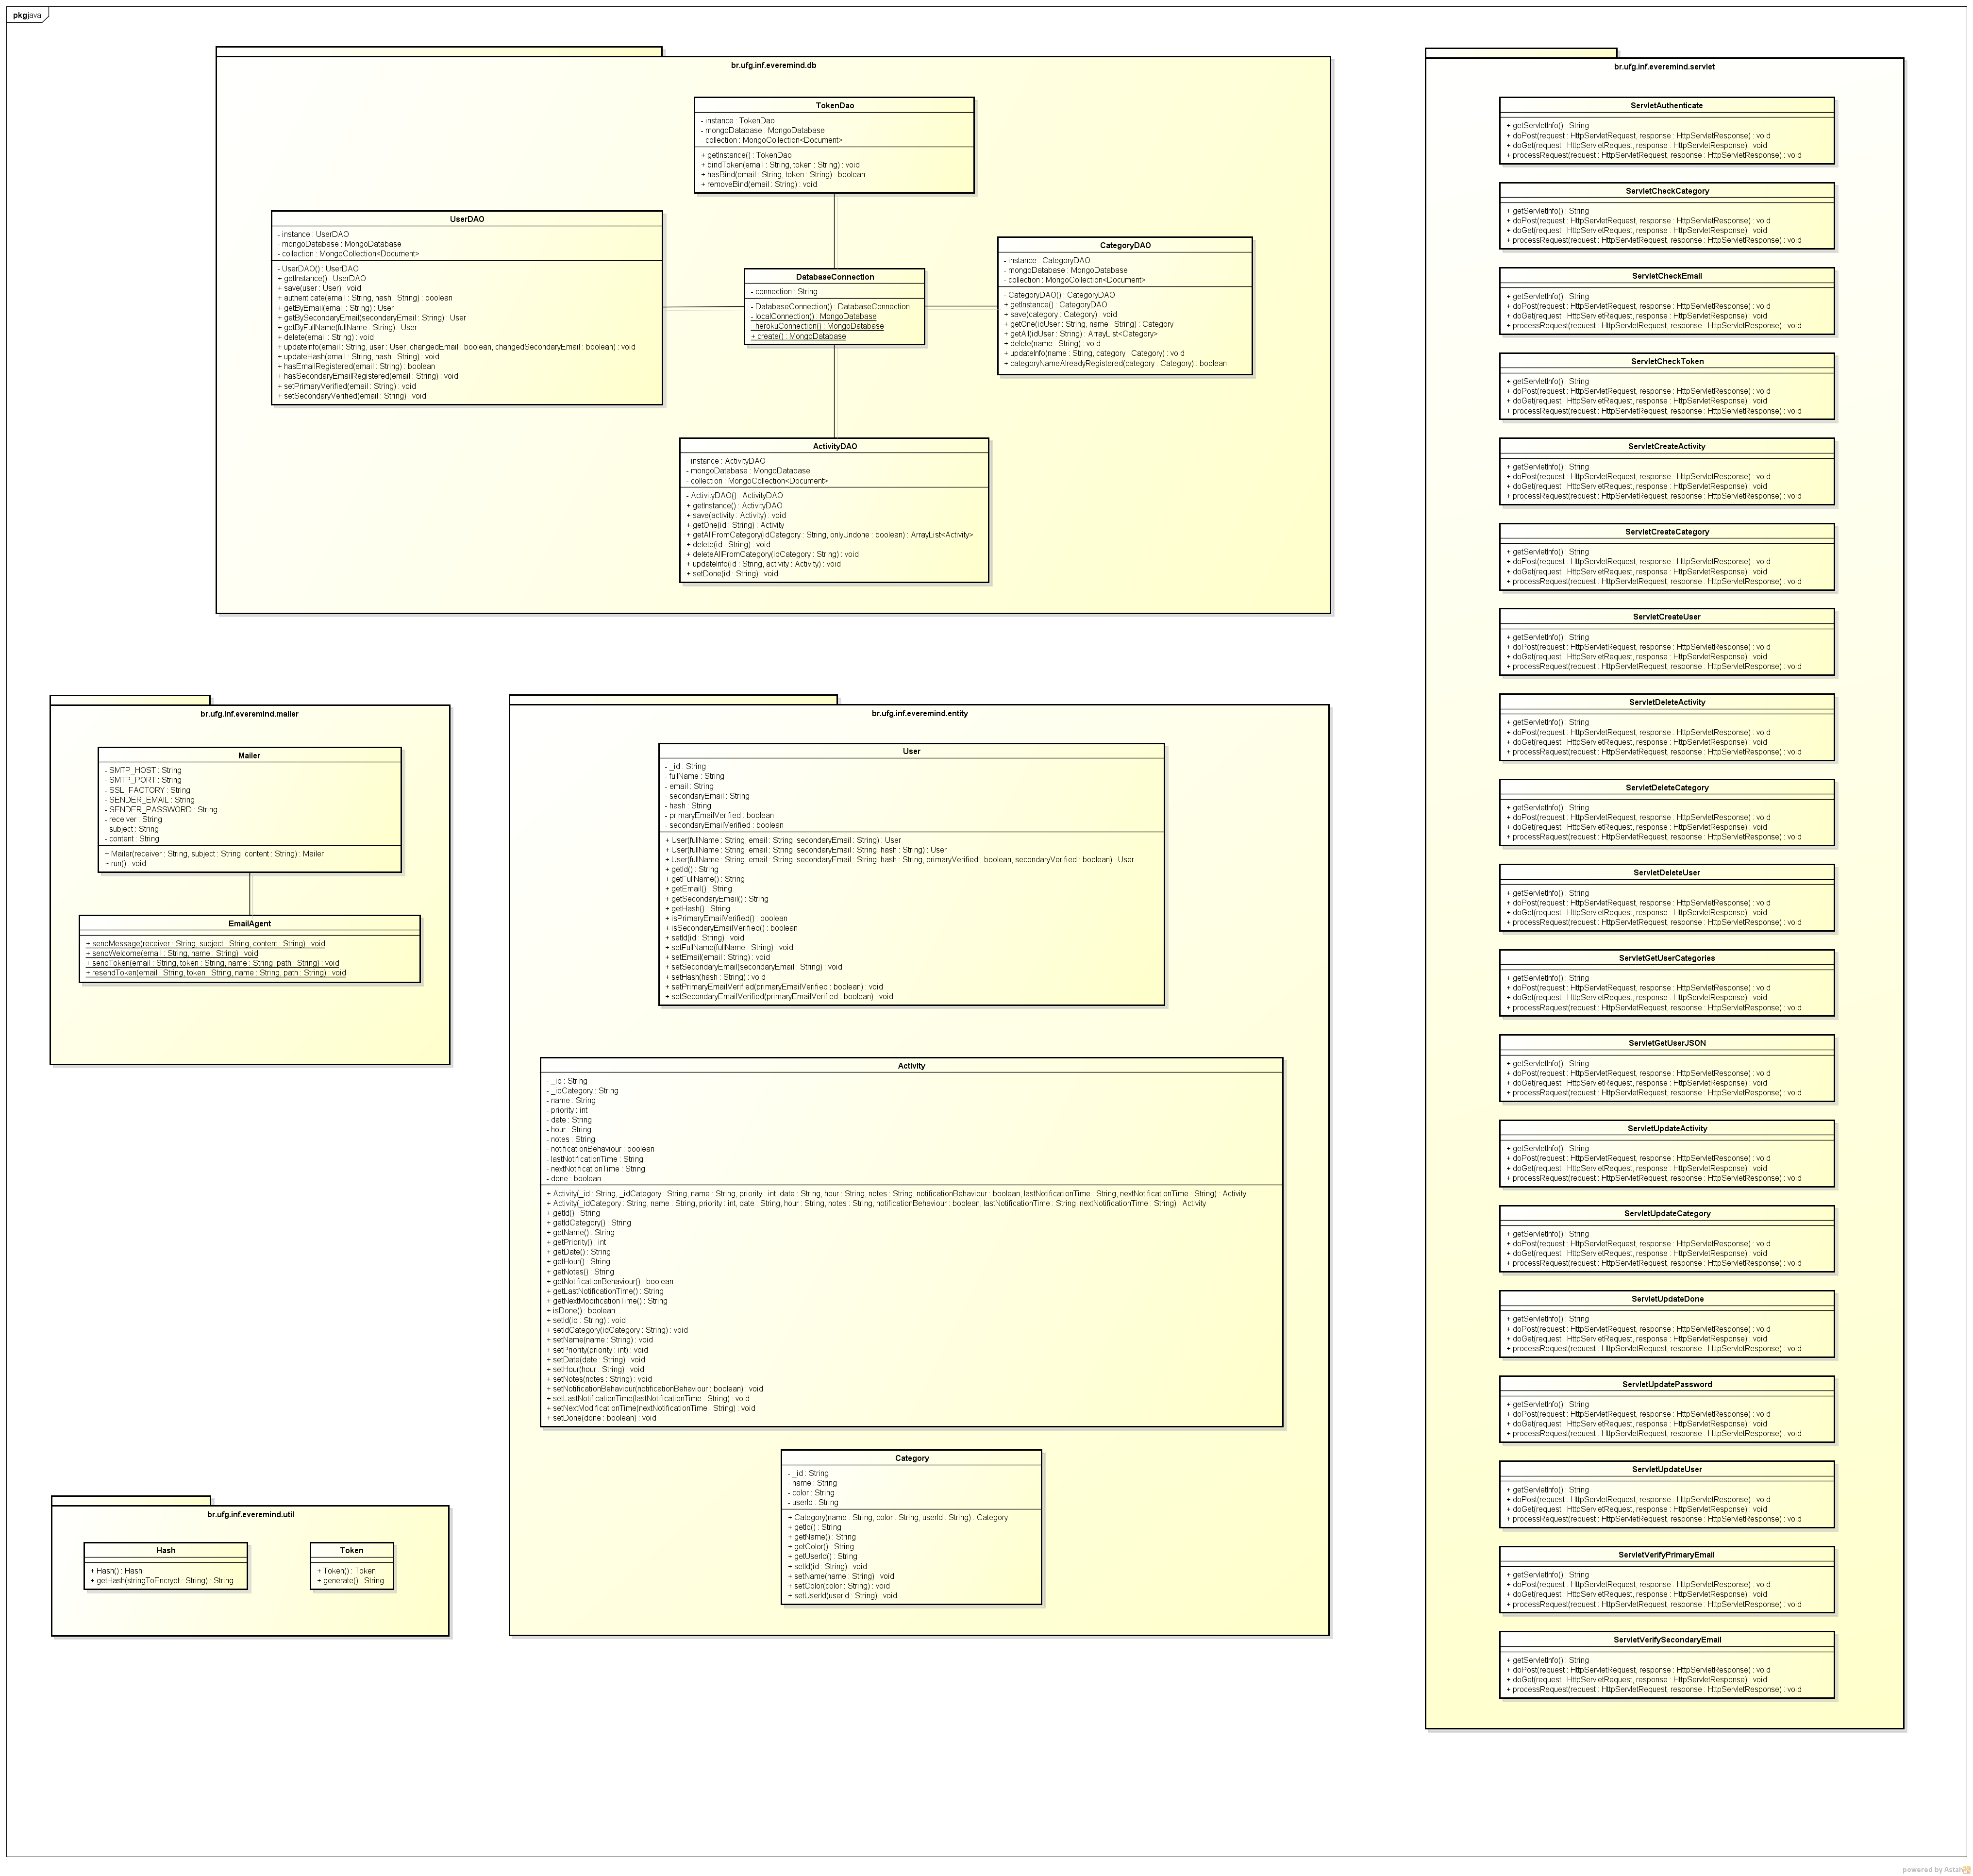 pkg java
br.ufg.inf.everemind.db
TokenDao
- instance : TokenDao
- mongoDatabase : MongoDatabase
- collection : MongoCollection<Document>
+ getInstance() : TokenDao
+ bindToken(email : String, token : String) : void
+ hasBind(email : String, token : String) : boolean
+ removeBind(email : String) : void
UserDAO
- instance : UserDAO
- mongoDatabase : MongoDatabase
- collection : MongoCollection<Document>
- UserDAO() : UserDAO
+ getInstance() : UserDAO
+ save(user : User) : void
+ authenticate(email : String, hash : String) : boolean
+ getByEmail(email : String) : User
+ getBySecondaryEmail(secondaryEmail : String) : User
+ getByFullName(fullName : String) : User
+ delete(email : String) : void
+ updateInfo(email : String, user : User, changedEmail : boolean, changedSecondaryEmail : boolean) : void
+ updateHash(email : String, hash : String) : void
+ hasEmailRegistered(email : String) : boolean
+ hasSecondaryEmailRegistered(email : String) : void
+ setPrimaryVerified(email : String) : void
+ setSecondaryVerified(email : String) : void
DatabaseConnection
- connection : String
- DatabaseConnection() : DatabaseConnection
- localConnection() : MongoDatabase
- herokuConnection() : MongoDatabase
+ create() : MongoDatabase
CategoryDAO
- instance : CategoryDAO
- mongoDatabase : MongoDatabase
- collection : MongoCollection<Document>
- CategoryDAO() : CategoryDAO
+ getInstance() : CategoryDAO
+ save(category : Category) : void
+ getOne(idUser : String, name : String) : Category
+ getAll(idUser : String) : ArrayList<Category>
+ delete(name : String) : void
+ updateInfo(name : String, category : Category) : void
+ categoryNameAlreadyRegistered(category : Category) : boolean
ActivityDAO
- instance : ActivityDAO
- mongoDatabase : MongoDatabase
- collection : MongoCollection<Document>
- ActivityDAO() : ActivityDAO
+ getInstance() : ActivityDAO
+ save(activity : Activity) : void
+ getOne(id : String) : Activity
+ getAllFromCategory(idCategory : String, onlyUndone : boolean) : ArrayList<Activity>
+ delete(id : String) : void
+ deleteAllFromCategory(idCategory : String) : void
+ updateInfo(id : String, activity : Activity) : void
+ setDone(id : String) : void
br.ufg.inf.everemind.mailer
Mailer
- SMTP_HOST : String
- SMTP_PORT : String
- SSL_FACTORY : String
- SENDER_EMAIL : String
- SENDER_PASSWORD : String
- receiver : String
- subject : String
- content : String
~ Mailer(receiver : String, subject : String, content : String) : Mailer
~ run() : void
EmailAgent
+ sendMessage(receiver : String, subject : String, content : String) : void
+ sendWelcome(email : String, name : String) : void
+ sendToken(email : String, token : String, name : String, path : String) : void
+ resendToken(email : String, token : String, name : String, path : String) : void
br.ufg.inf.everemind.entity
User
- _id : String
- fullName : String
- email : String
- secondaryEmail : String
- hash : String
- primaryEmailVerified : boolean
- secondaryEmailVerified : boolean
+ User(fullName : String, email : String, secondaryEmail : String) : User
+ User(fullName : String, email : String, secondaryEmail : String, hash : String) : User
+ User(fullName : String, email : String, secondaryEmail : String, hash : String, primaryVerified : boolean, secondaryVerified : boolean) : User
+ getId() : String
+ getFullName() : String
+ getEmail() : String
+ getSecondaryEmail() : String
+ getHash() : String
+ isPrimaryEmailVerified() : boolean
+ isSecondaryEmailVerified() : boolean
+ setId(id : String) : void
+ setFullName(fullName : String) : void
+ setEmail(email : String) : void
+ setSecondaryEmail(secondaryEmail : String) : void
+ setHash(hash : String) : void
+ setPrimaryEmailVerified(primaryEmailVerified : boolean) : void
+ setSecondaryEmailVerified(primaryEmailVerified : boolean) : void
Activity
- _id : String
- _idCategory : String
- name : String
- priority : int
- date : String
- hour : String
- notes : String
- notificationBehaviour : boolean
- lastNotificationTime : String
- nextNotificationTime : String
- done : boolean
+ Activity(_id : String, _idCategory : String, name : String, priority : int, date : String, hour : String, notes : String, notificationBehaviour : boolean, lastNotificationTime : String, nextNotificationTime : String) : Activity
+ Activity(_idCategory : String, name : String, priority : int, date : String, hour : String, notes : String, notificationBehaviour : boolean, lastNotificationTime : String, nextNotificationTime : String) : Activity
+ getId() : String
+ getIdCategory() : String
+ getName() : String
+ getPriority() : int
+ getDate() : String
+ getHour() : String
+ getNotes() : String
+ getNotificationBehaviour() : boolean
+ getLastNotificationTime() : String
+ getNextModificationTime() : String
+ isDone() : boolean
+ setId(id : String) : void
+ setIdCategory(idCategory : String) : void
+ setName(name : String) : void
+ setPriority(priority : int) : void
+ setDate(date : String) : void
+ setHour(hour : String) : void
+ setNotes(notes : String) : void
+ setNotificationBehaviour(notificationBehaviour : boolean) : void
+ setLastNotificationTime(lastNotificationTime : String) : void
+ setNextModificationTime(nextNotificationTime : String) : void
+ setDone(done : boolean) : void
Category
- _id : String
- name : String
- color : String
- userId : String
+ Category(name : String, color : String, userId : String) : Category
+ getId() : String
+ getName() : String
+ getColor() : String
+ getUserId() : String
+ setId(id : String) : void
+ setName(name : String) : void
+ setColor(color : String) : void
+ setUserId(userId : String) : void
br.ufg.inf.everemind.util
Hash
+ Hash() : Hash
+ getHash(stringToEncrypt : String) : String
Token
+ Token() : Token
+ generate() : String
br.ufg.inf.everemind.servlet
ServletAuthenticate
+ getServletInfo() : String
+ doPost(request : HttpServletRequest, response : HttpServletResponse) : void
+ doGet(request : HttpServletRequest, response : HttpServletResponse) : void
+ processRequest(request : HttpServletRequest, response : HttpServletResponse) : void
ServletCheckCategory
+ getServletInfo() : String
+ doPost(request : HttpServletRequest, response : HttpServletResponse) : void
+ doGet(request : HttpServletRequest, response : HttpServletResponse) : void
+ processRequest(request : HttpServletRequest, response : HttpServletResponse) : void
ServletCheckEmail
+ getServletInfo() : String
+ doPost(request : HttpServletRequest, response : HttpServletResponse) : void
+ doGet(request : HttpServletRequest, response : HttpServletResponse) : void
+ processRequest(request : HttpServletRequest, response : HttpServletResponse) : void
ServletCheckToken
+ getServletInfo() : String
+ doPost(request : HttpServletRequest, response : HttpServletResponse) : void
+ doGet(request : HttpServletRequest, response : HttpServletResponse) : void
+ processRequest(request : HttpServletRequest, response : HttpServletResponse) : void
ServletCreateActivity
+ getServletInfo() : String
+ doPost(request : HttpServletRequest, response : HttpServletResponse) : void
+ doGet(request : HttpServletRequest, response : HttpServletResponse) : void
+ processRequest(request : HttpServletRequest, response : HttpServletResponse) : void
ServletCreateCategory
+ getServletInfo() : String
+ doPost(request : HttpServletRequest, response : HttpServletResponse) : void
+ doGet(request : HttpServletRequest, response : HttpServletResponse) : void
+ processRequest(request : HttpServletRequest, response : HttpServletResponse) : void
ServletCreateUser
+ getServletInfo() : String
+ doPost(request : HttpServletRequest, response : HttpServletResponse) : void
+ doGet(request : HttpServletRequest, response : HttpServletResponse) : void
+ processRequest(request : HttpServletRequest, response : HttpServletResponse) : void
ServletDeleteActivity
+ getServletInfo() : String
+ doPost(request : HttpServletRequest, response : HttpServletResponse) : void
+ doGet(request : HttpServletRequest, response : HttpServletResponse) : void
+ processRequest(request : HttpServletRequest, response : HttpServletResponse) : void
ServletDeleteCategory
+ getServletInfo() : String
+ doPost(request : HttpServletRequest, response : HttpServletResponse) : void
+ doGet(request : HttpServletRequest, response : HttpServletResponse) : void
+ processRequest(request : HttpServletRequest, response : HttpServletResponse) : void
ServletDeleteUser
+ getServletInfo() : String
+ doPost(request : HttpServletRequest, response : HttpServletResponse) : void
+ doGet(request : HttpServletRequest, response : HttpServletResponse) : void
+ processRequest(request : HttpServletRequest, response : HttpServletResponse) : void
ServletGetUserCategories
+ getServletInfo() : String
+ doPost(request : HttpServletRequest, response : HttpServletResponse) : void
+ doGet(request : HttpServletRequest, response : HttpServletResponse) : void
+ processRequest(request : HttpServletRequest, response : HttpServletResponse) : void
ServletGetUserJSON
+ getServletInfo() : String
+ doPost(request : HttpServletRequest, response : HttpServletResponse) : void
+ doGet(request : HttpServletRequest, response : HttpServletResponse) : void
+ processRequest(request : HttpServletRequest, response : HttpServletResponse) : void
ServletUpdateActivity
+ getServletInfo() : String
+ doPost(request : HttpServletRequest, response : HttpServletResponse) : void
+ doGet(request : HttpServletRequest, response : HttpServletResponse) : void
+ processRequest(request : HttpServletRequest, response : HttpServletResponse) : void
ServletUpdateCategory
+ getServletInfo() : String
+ doPost(request : HttpServletRequest, response : HttpServletResponse) : void
+ doGet(request : HttpServletRequest, response : HttpServletResponse) : void
+ processRequest(request : HttpServletRequest, response : HttpServletResponse) : void
ServletUpdateDone
+ getServletInfo() : String
+ doPost(request : HttpServletRequest, response : HttpServletResponse) : void
+ doGet(request : HttpServletRequest, response : HttpServletResponse) : void
+ processRequest(request : HttpServletRequest, response : HttpServletResponse) : void
ServletUpdatePassword
+ getServletInfo() : String
+ doPost(request : HttpServletRequest, response : HttpServletResponse) : void
+ doGet(request : HttpServletRequest, response : HttpServletResponse) : void
+ processRequest(request : HttpServletRequest, response : HttpServletResponse) : void
ServletUpdateUser
+ getServletInfo() : String
+ doPost(request : HttpServletRequest, response : HttpServletResponse) : void
+ doGet(request : HttpServletRequest, response : HttpServletResponse) : void
+ processRequest(request : HttpServletRequest, response : HttpServletResponse) : void
ServletVerifyPrimaryEmail
+ getServletInfo() : String
+ doPost(request : HttpServletRequest, response : HttpServletResponse) : void
+ doGet(request : HttpServletRequest, response : HttpServletResponse) : void
+ processRequest(request : HttpServletRequest, response : HttpServletResponse) : void
ServletVerifySecondaryEmail
+ getServletInfo() : String
+ doPost(request : HttpServletRequest, response : HttpServletResponse) : void
+ doGet(request : HttpServletRequest, response : HttpServletResponse) : void
+ processRequest(request : HttpServletRequest, response : HttpServletResponse) : void
powered by Astah